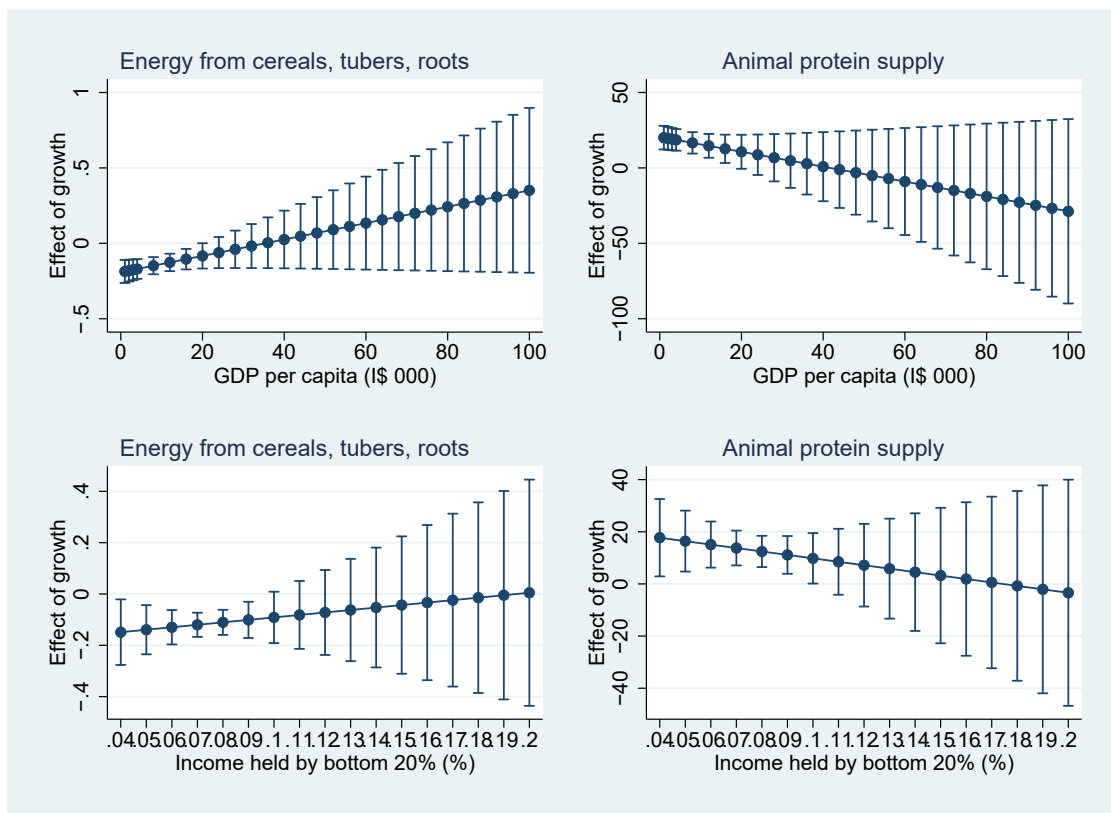 Energy from cereals, tubers, roots
Effect of growth
1
.5
0
-.5
0 20 40 60 80 100
GDP per capita (I$ 000)
Animal protein supply
Effect of growth
50
0
-50
-100
0 20 40 60 80 100
GDP per capita (I$ 000)
Energy from cereals, tubers, roots
Effect of growth
.4
.2
0
-.2
-.4
.04 .05 .06 .07 .08 .09 .1 .11 .12 .13 .14 .15 .16 .17 .18 .19 .2
Income held by bottom 20% (%)
Animal protein supply
Effect of growth
40
20
0
-20
-40
.04 .05 .06 .07 .08 .09 .1 .11 .12 .13 .14 .15 .16 .17 .18 .19 .2
Income held by bottom 20% (%)